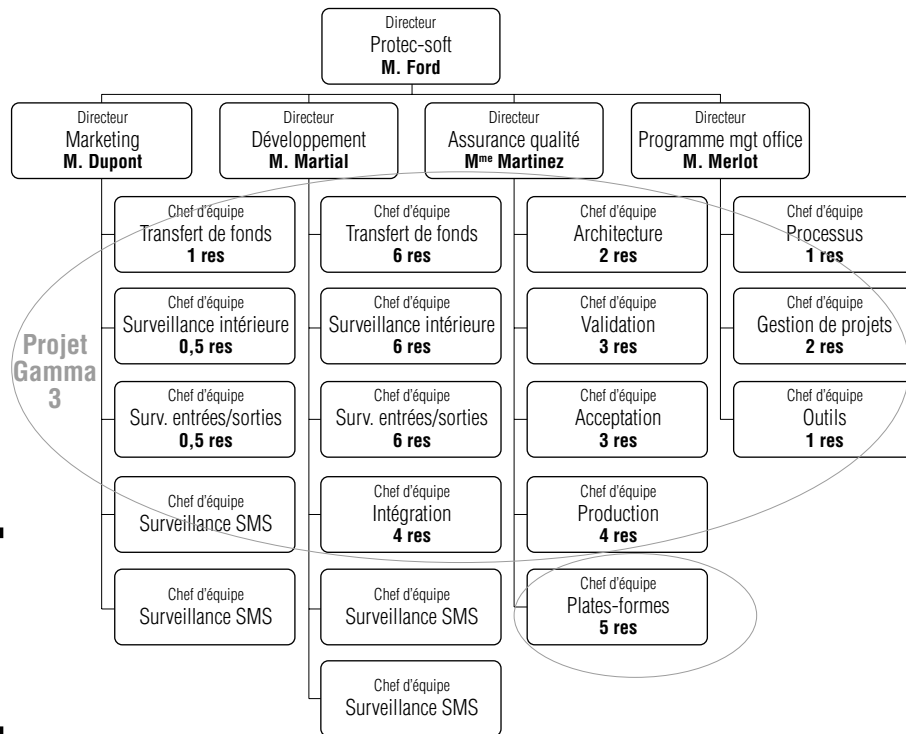 Directeur
Protec-soft
M. Ford
Directeur
Marketing
M. Dupont
Directeur
Développement
M. Martial
Directeur
Assurance qualité
Mme Martinez
Directeur
Programme mgt office
M. Merlot
Chef d'équipe
Transfert de fonds
1 res
Chef d'équipe
Transfert de fonds
6 res
Chef d'équipe
Architecture
2 res
Chef d'équipe
Processus
1 res
Projet
Gamma
3
Chef d'équipe
Surveillance intérieure
0,5 res
Chef d'équipe
Surveillance intérieure
6 res
Chef d'équipe
Validation
3 res
Chef d'équipe
Gestion de projets
2 res
Chef d'équipe
Surv. entrées/sorties
0,5 res
Chef d'équipe
Surv. entrées/sorties
6 res
Chef d'équipe
Acceptation
3 res
Chef d'équipe
Outils
1 res
Chef d'équipe
Surveillance SMS
Chef d'équipe
Intégration
4 res
Chef d'équipe
Production
4 res
Chef d'équipe
Surveillance SMS
Chef d'équipe
Surveillance SMS
Chef d'équipe
Plates-formes
5 res
Chef d'équipe
Surveillance SMS